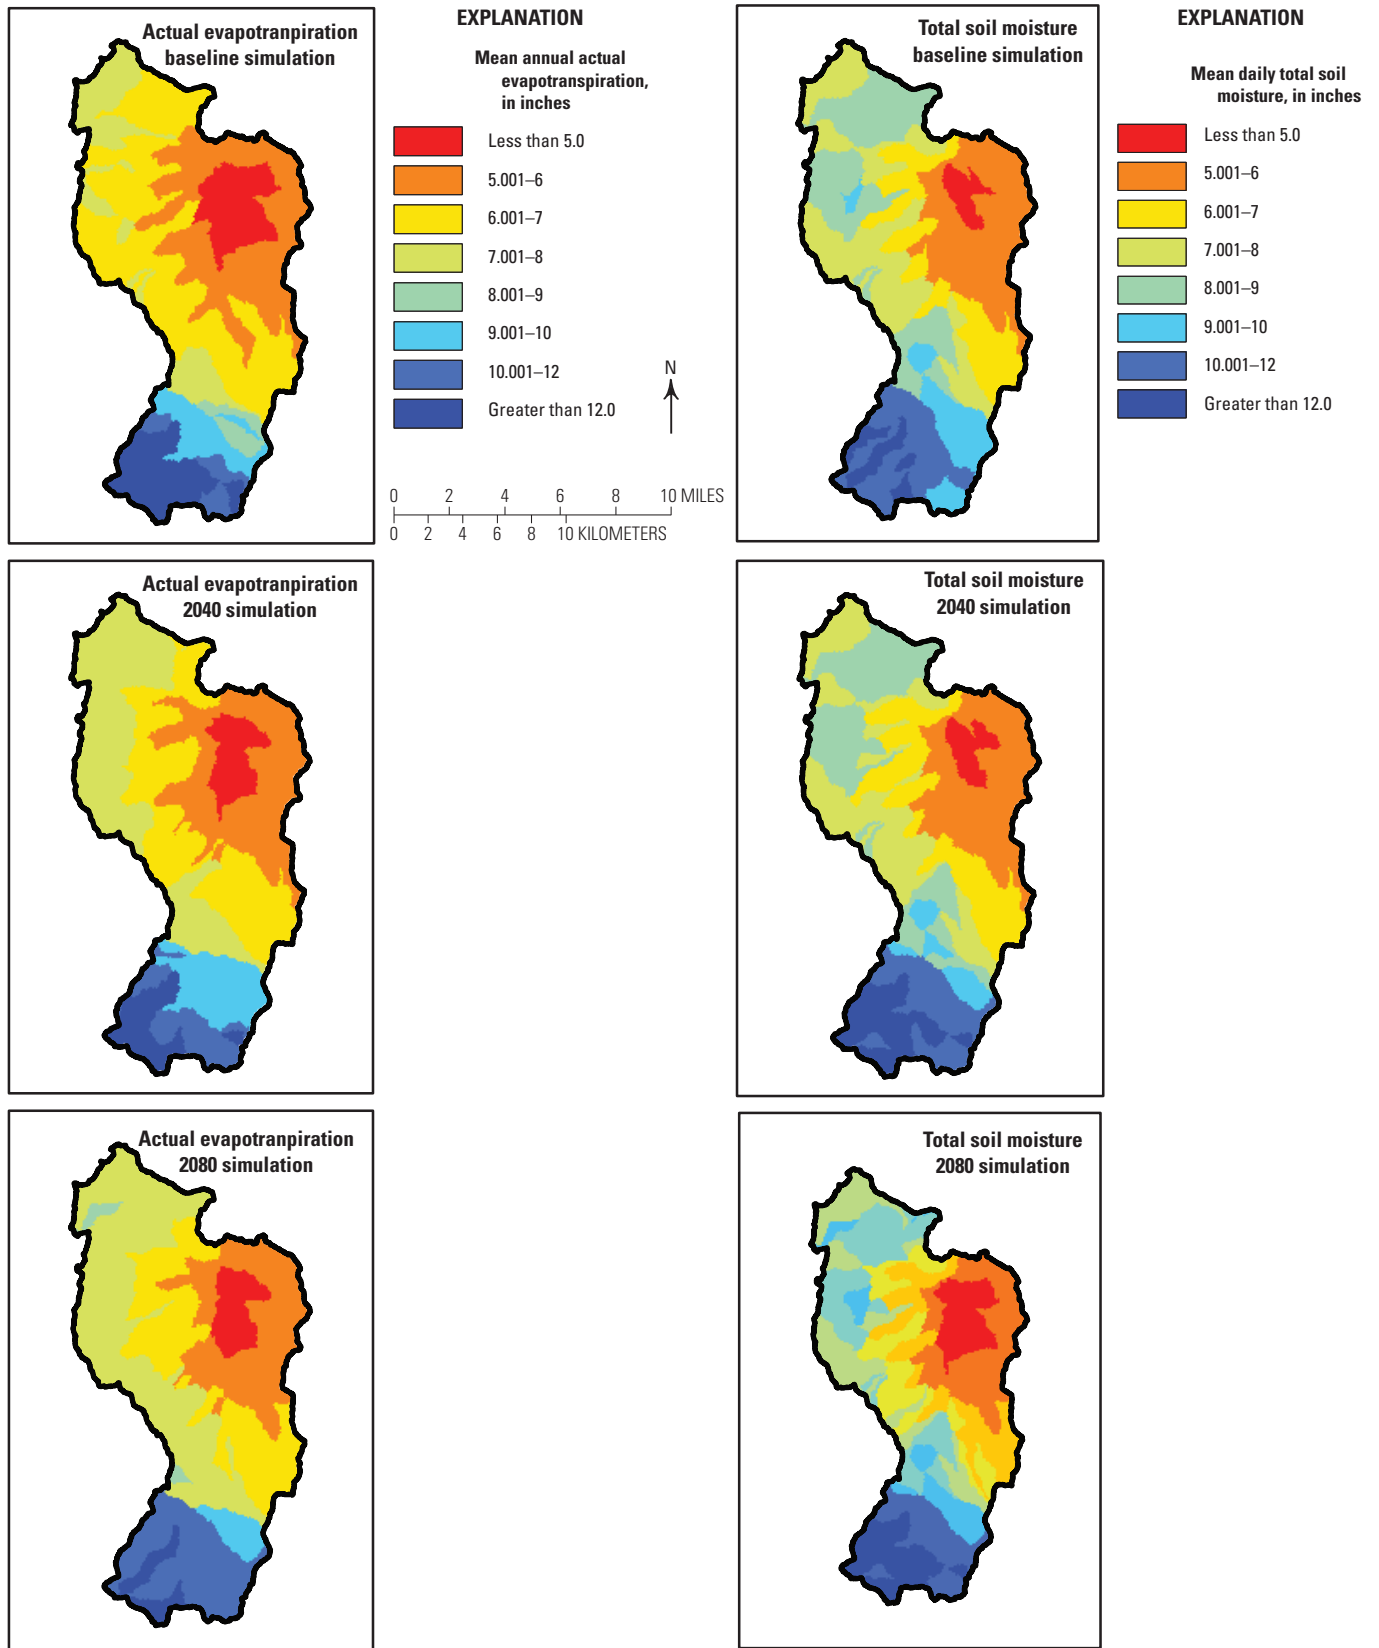 Actual evapotranpiration
baseline simulation
EXPLANATION
Mean annual actual
evapotranspiration,
in inches
Less than 5.0
5.001–6
6.001–7
7.001–8
8.001–9
9.001–10
10.001–12
Greater than 12.0
N
0 2 4 6 8 10 MILES
0 2 4 6 8 10 KILOMETERS
Total soil moisture
baseline simulation
EXPLANATION
Mean daily total soil
moisture, in inches
Less than 5.0
5.001–6
6.001–7
7.001–8
8.001–9
9.001–10
10.001–12
Greater than 12.0
Actual evapotranpiration
2040 simulation
Total soil moisture
2040 simulation
Actual evapotranpiration
2080 simulation
Total soil moisture
2080 simulation